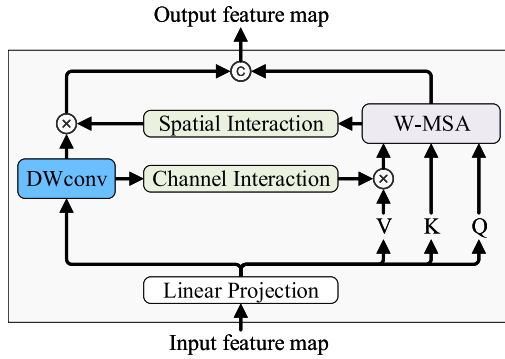 Output feature map
C
×
Spatial Interaction
W-MSA
DWconv
Channel Interaction
×
V K Q
Linear Projection
Input feature map